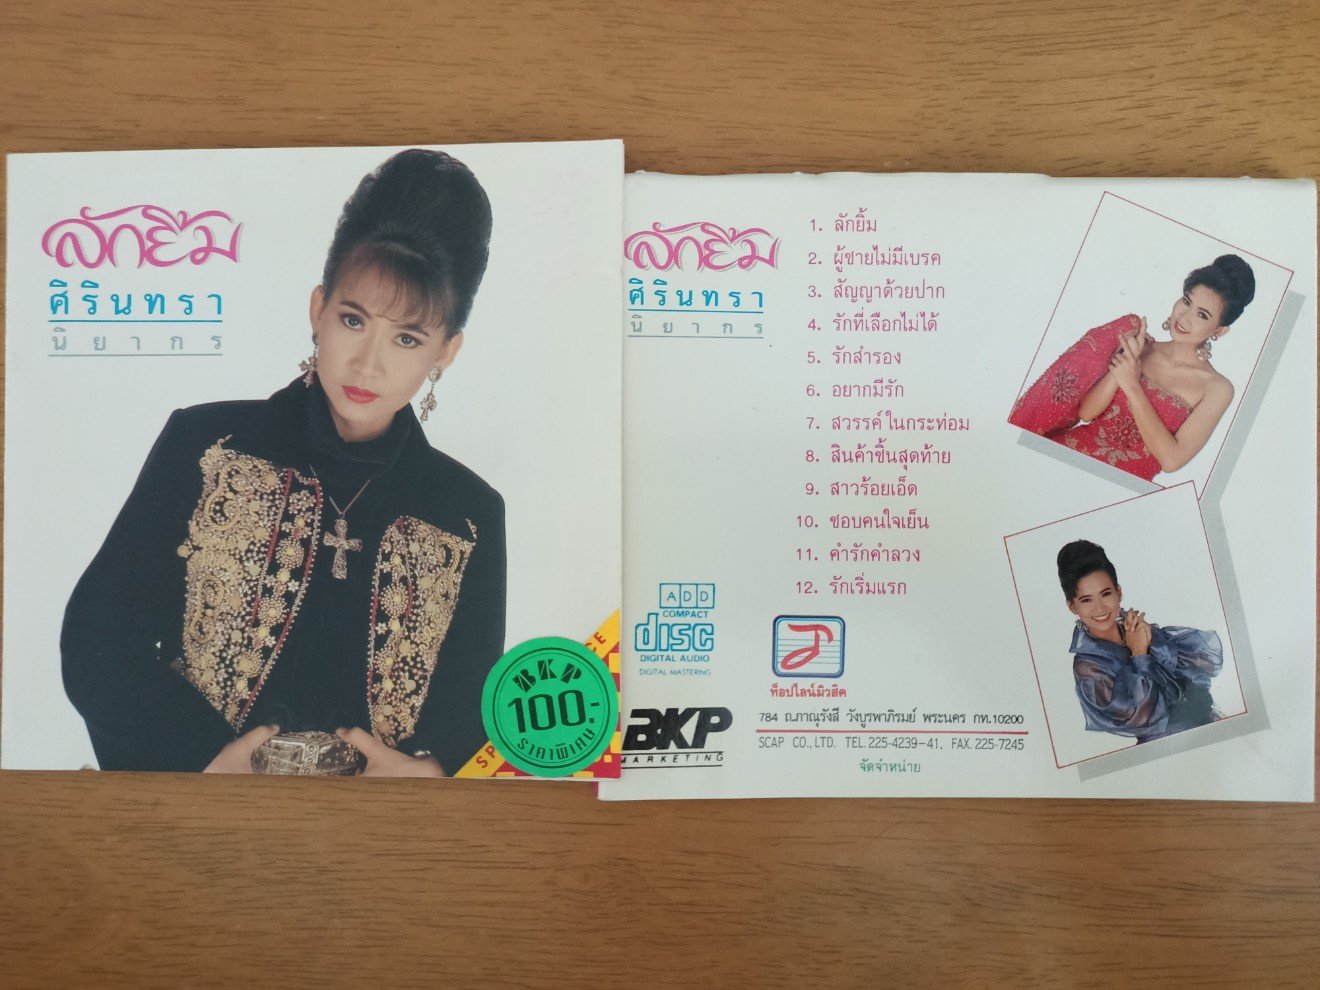 ลักยิ้ม
ศิรินทรา
นิยากร
BKP
100.-
ราคาพิเศษ
ลักยิ้ม
ศิรินทรา
นิยากร
1. ลักยิ้ม
2. ผู้ชายไม่มีเบรค
3. สัญญาด้วยปาก
4. รักที่เลือกไม่ได้
5. รักสำรอง
6. อยากมีรัก
7. สวรรค์ในกระท่อม
8. สินค้าชิ้นสุดท้าย
9. สาวร้อยเอ็ด
10. ชอบคนใจเย็น
11. คำรักคำลวง
12. รักเริ่มแรก
ADD
COMPACT
disc
DIGITAL AUDIO
DIGITAL MASTERING
ท็อปไลน์มิวสิค
BKP
MARKETING
784 ถ.ภาณุรังสี วังบูรพาภิรมย์ พระนคร กท.10200
SCAP CO.,LTD. TEL.225-4239-41, FAX.225-7245
จัดจำหน่าย